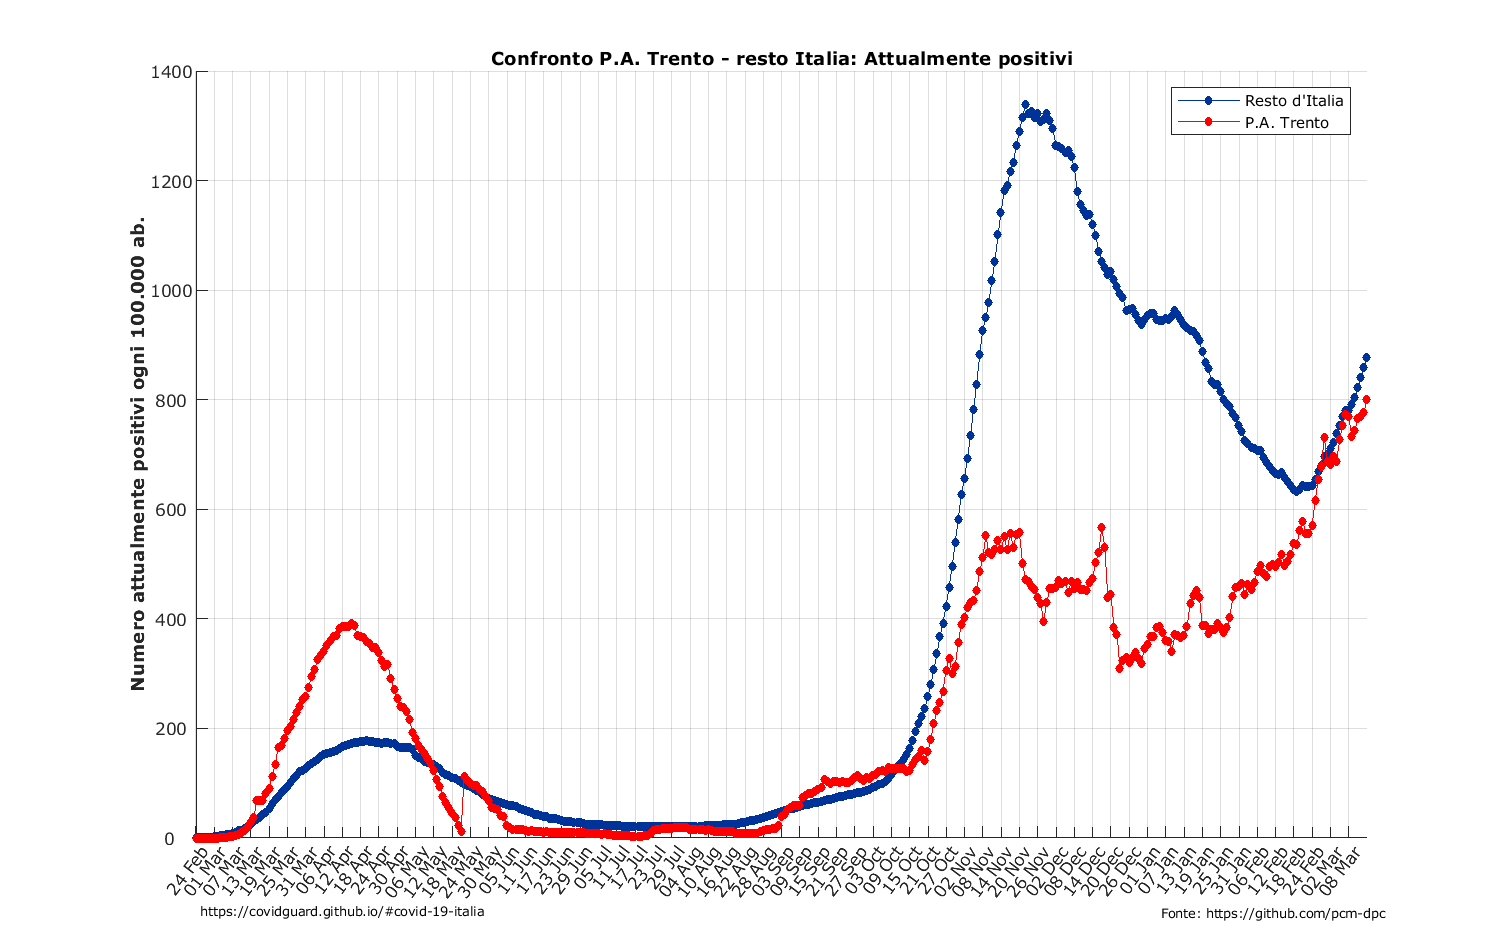 Confronto P.A. Trento - resto Italia: Attualmente positivi
Resto d'Italia
P.A. Trento
Numero attualmente positivi ogni 100.000 ab.
1400
1200
1000
800
600
400
200
0
24 Feb
01 Mar
07 Mar
13 Mar
19 Mar
25 Mar
31 Mar
06 Apr
12 Apr
18 Apr
24 Apr
30 Apr
06 May
12 May
18 May
24 May
30 May
05 Jun
11 Jun
17 Jun
23 Jun
29 Jun
05 Jul
11 Jul
17 Jul
23 Jul
29 Jul
04 Aug
10 Aug
16 Aug
22 Aug
28 Aug
03 Sep
09 Sep
15 Sep
21 Sep
27 Sep
03 Oct
09 Oct
15 Oct
21 Oct
27 Oct
02 Nov
08 Nov
14 Nov
20 Nov
26 Nov
02 Dec
08 Dec
14 Dec
20 Dec
26 Dec
01 Jan
07 Jan
13 Jan
19 Jan
25 Jan
31 Jan
06 Feb
12 Feb
18 Feb
24 Feb
02 Mar
08 Mar
https://covidguard.github.io/#covid-19-italia
Fonte: https://github.com/pcm-dpc